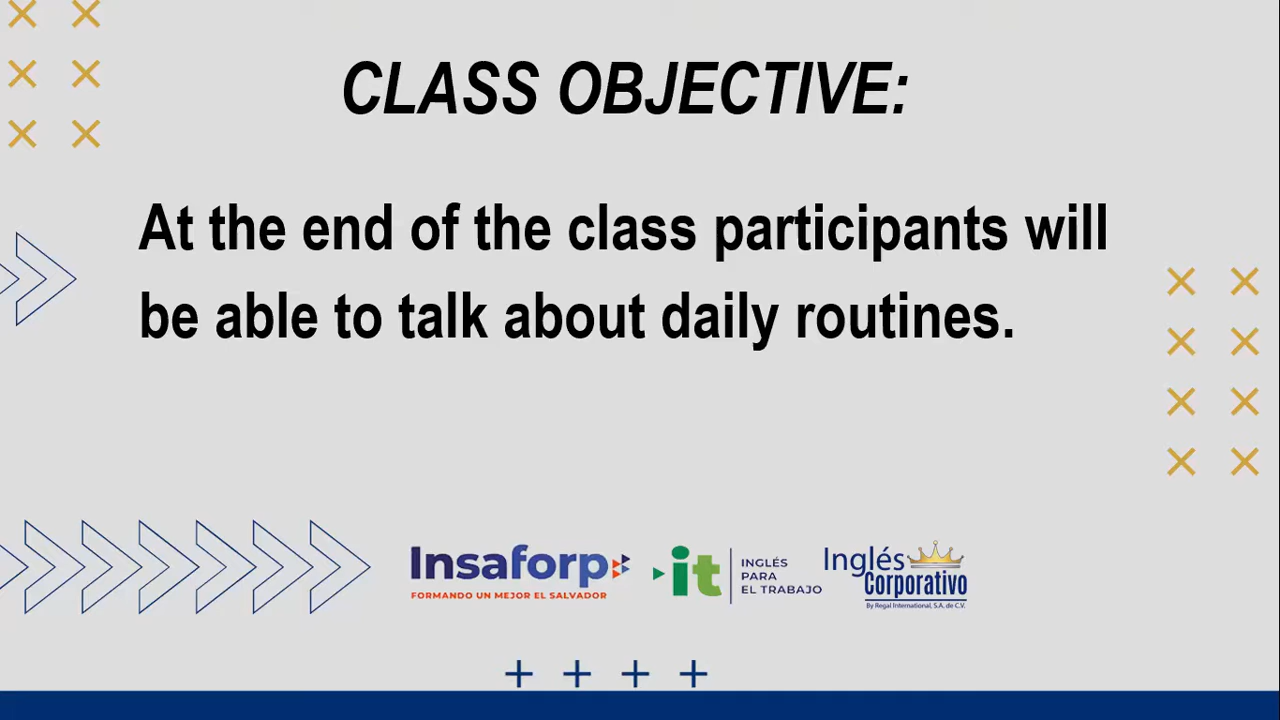 CLASS OBJECTIVE:
At the end of the class participants will
be able to talk about daily routines.
Insaforp
FORMANDO UN MEJOR EL SALVADOR
it
INGLÉS
PARA
EL TRABAJO
Inglés
Corporativo
By Regal International, S.A. de C.V.